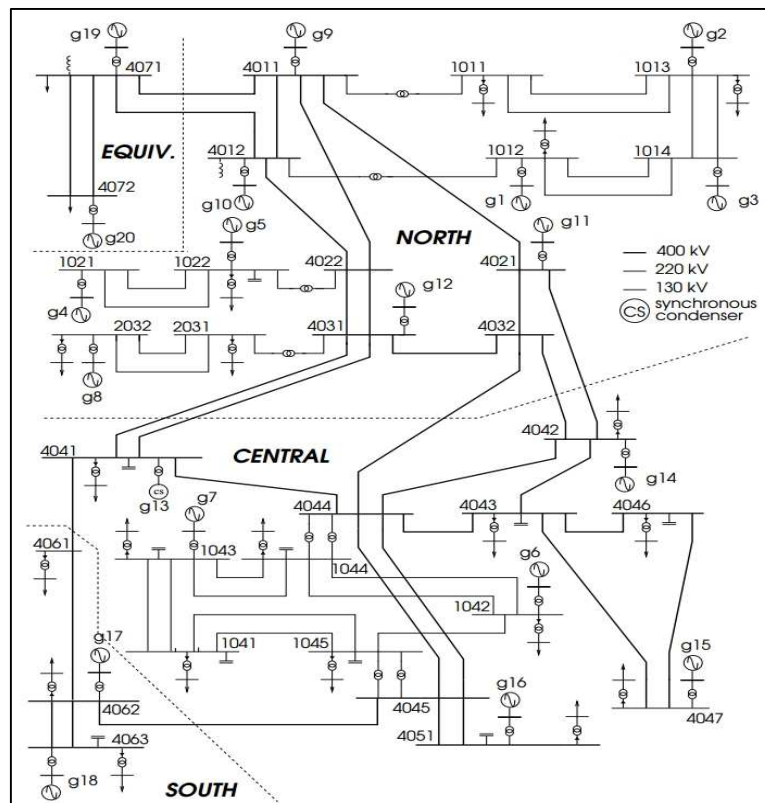 g19
g9
g2
4071
4011
1011
1013
EQUIV.
4012
1012
1014
4072
g10
g1
g3
g20
g5
NORTH
g11
1021
1022
4022
4021
400 kV
220 kV
130 kV
CS synchronous
condenser
g4
g12
2032
2031
4031
4032
g8
4041
CENTRAL
4042
cs
g13
g7
g14
4044
4043
4046
4061
1043
1044
g6
1042
g17
1041
1045
g15
g16
4062
4045
4047
4063
4051
g18
SOUTH